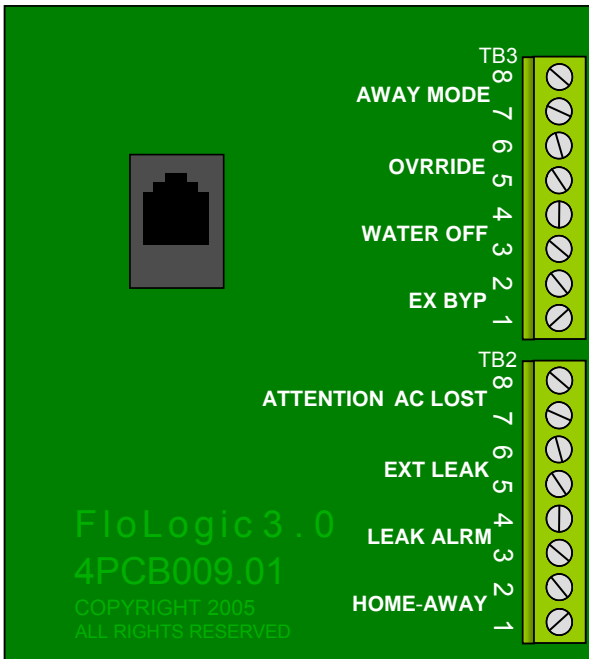 TB3
8
AWAY MODE
7
6
OVRRIDE
5
4
WATER OFF
3
2
EX BYP
1
TB2
8
ATTENTION AC LOST
7
6
EXT LEAK
5
4
LEAK ALRM
3
2
HOME-AWAY
1
FloLogic3.0
4PCB009.01
COPYRIGHT 2005
ALL RIGHTS RESERVED